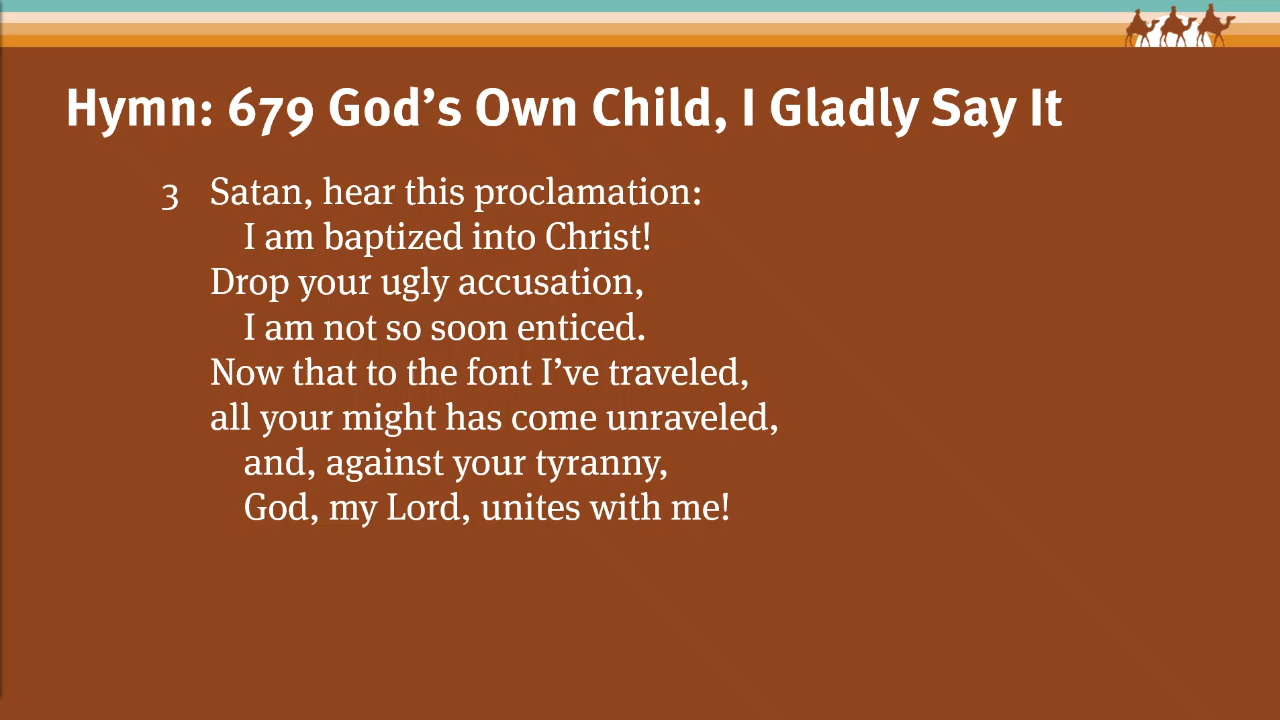 Hymn: 679 God’s Own Child, I Gladly Say It
3 Satan, hear this proclamation:
I am baptized into Christ!
Drop your ugly accusation,
I am not so soon enticed.
Now that to the font I’ve traveled,
all your might has come unraveled,
and, against your tyranny,
God, my Lord, unites with me!